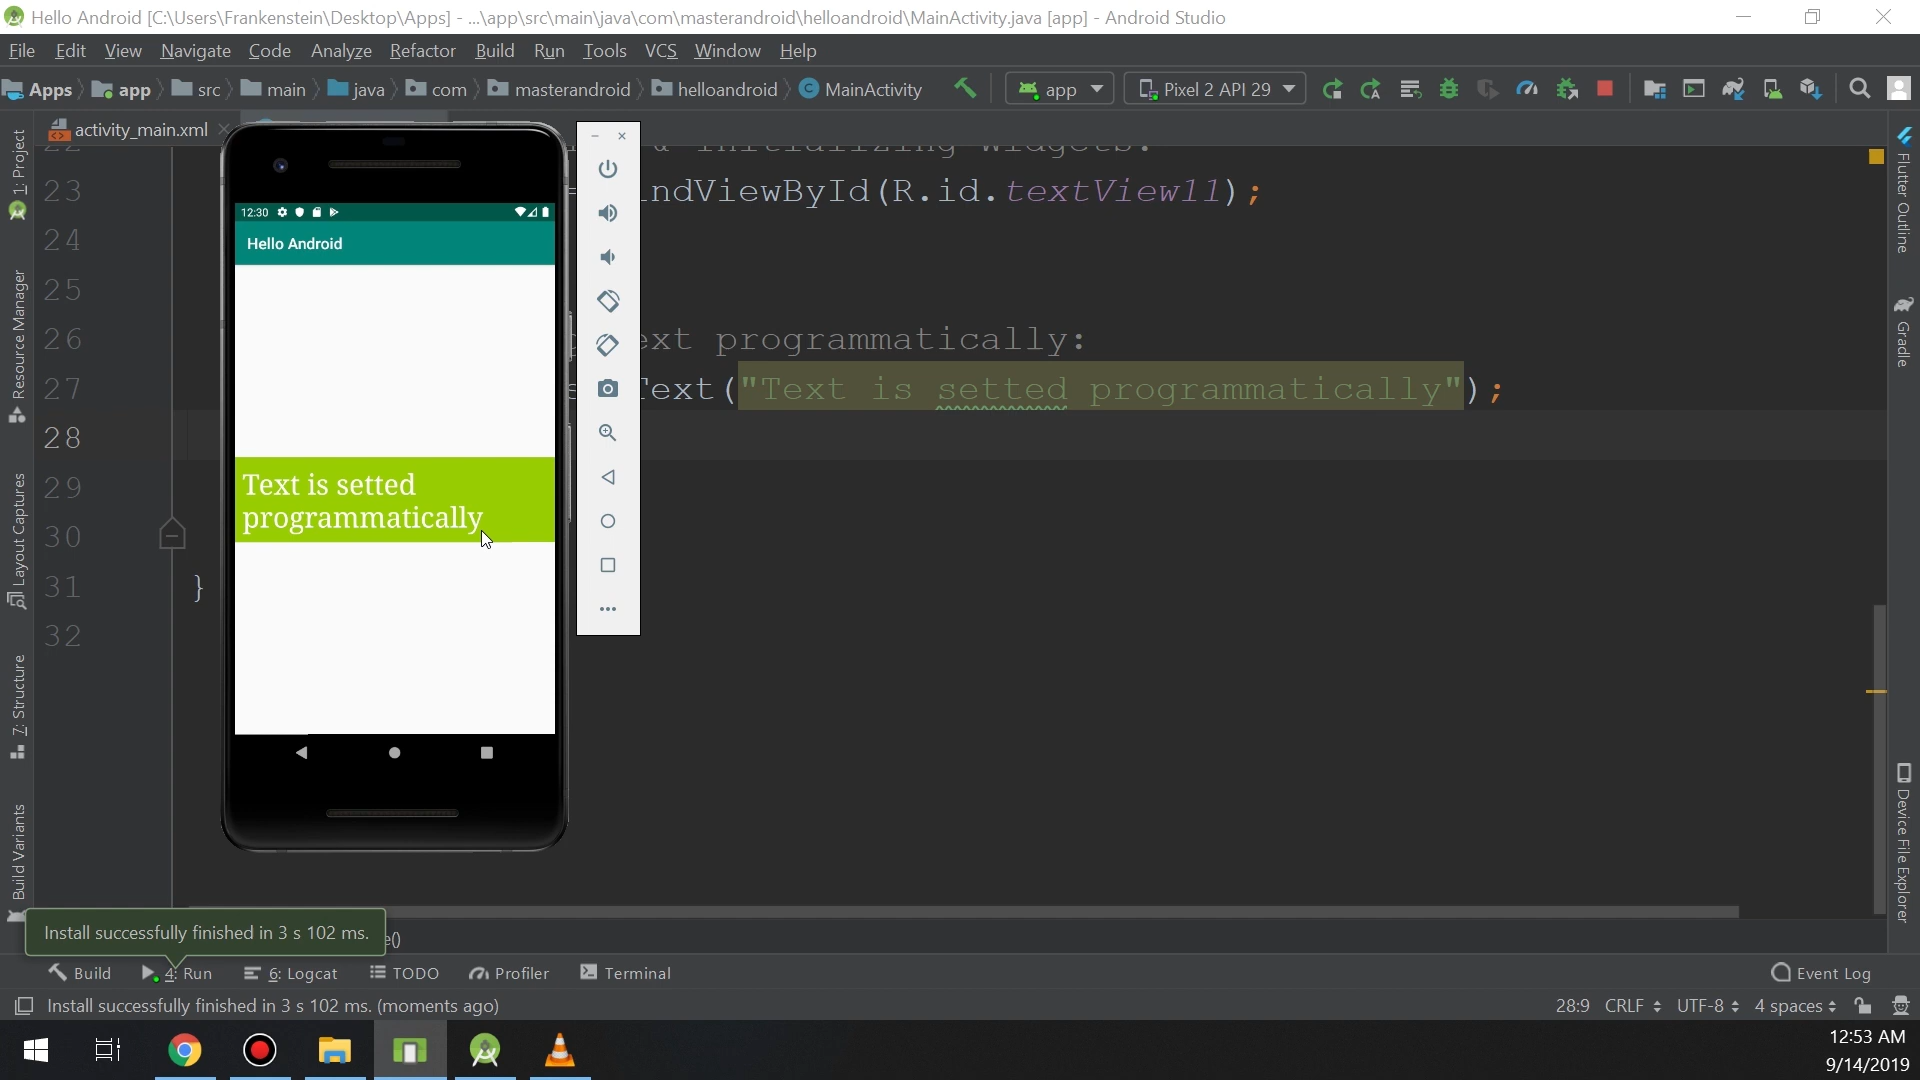 Hello Android [C:\Users\Frankenstein\Desktop\Apps] - ...\app\src\main\java\com\masterandroid\helloandroid\MainActivity.java [app] - Android Studio
File Edit View Navigate Code Analyze Refactor Build Run Tools VCS Window Help
Apps app src main java com masterandroid helloandroid MainActivity app Pixel 2 API 29
activity_main.xml
& initializing widgets:
23 ndViewById(R.id.textView11);
24
25
26 ext programmatically:
27 Text("Text is setted programmatically");
28
29
30
31 }
32
12:30
Hello Android
Text is setted
programmatically
1: Project
Resource Manager
Layout Captures
7: Structure
Build Variants
Flutter Outline
Gradle
Device File Explorer
Install successfully finished in 3 s 102 ms. e()
Build 4: Run 6: Logcat TODO Profiler Terminal Event Log
Install successfully finished in 3 s 102 ms. (moments ago) 28:9 CRLF UTF-8 4 spaces
12:53 AM
9/14/2019